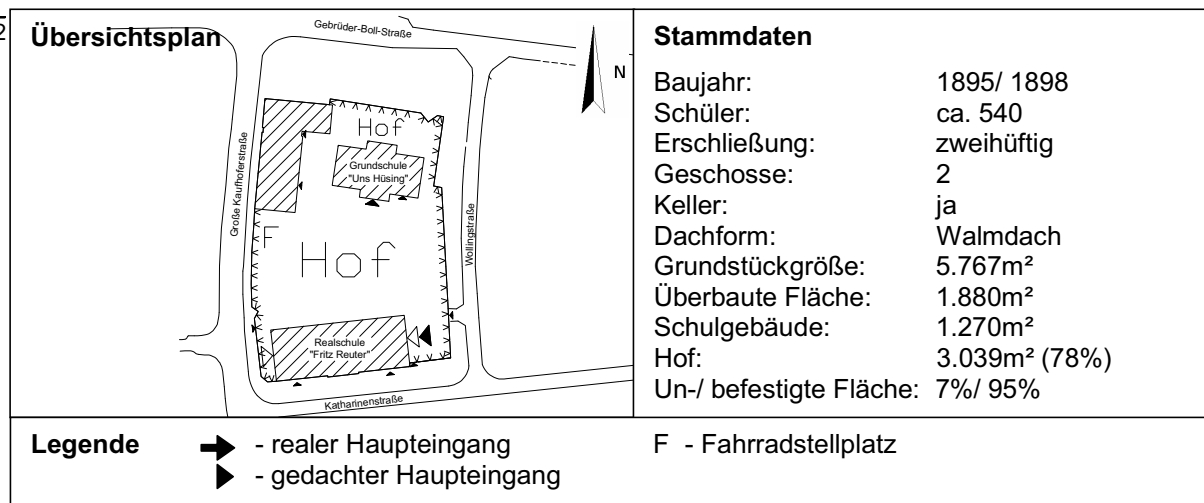 2
Übersichtsplan
Gebrüder-Boll-Straße
N
Hof
Grundschule
"Uns Hüsing"
Große Kaufhoferstraße
Wollingstraße
F
Hof
Realschule
"Fritz Reuter"
Katharinenstraße
Stammdaten
Baujahr: 1895/ 1898
Schüler: ca. 540
Erschließung: zweihüftig
Geschosse: 2
Keller: ja
Dachform: Walmdach
Grundstückgröße: 5.767m²
Überbaute Fläche: 1.880m²
Schulgebäude: 1.270m²
Hof: 3.039m² (78%)
Un-/ befestigte Fläche: 7%/ 95%
Legende - realer Haupteingang F - Fahrradstellplatz
- gedachter Haupteingang